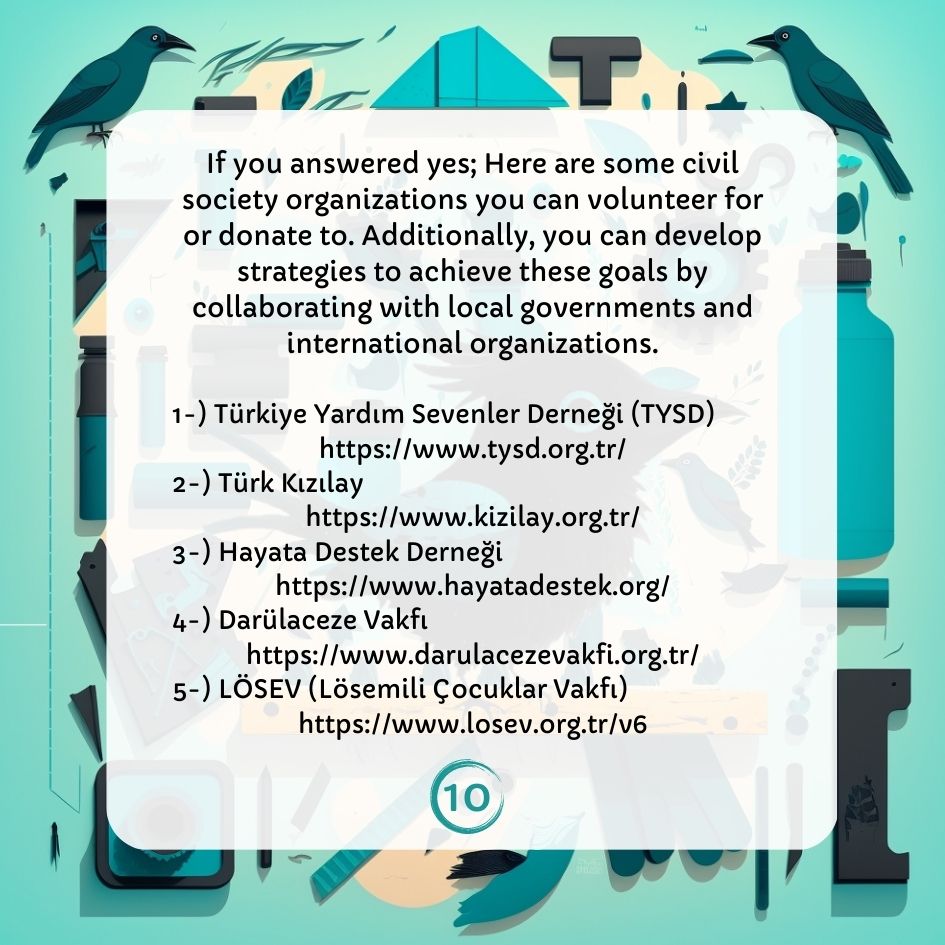 If you answered yes; Here are some civil
society organizations you can volunteer for
or donate to. Additionally, you can develop
strategies to achieve these goals by
collaborating with local governments and
international organizations.
1-) Türkiye Yardım Sevenler Derneği (TYSD)
https://www.tysd.org.tr/
2-) Türk Kızılay
https://www.kizilay.org.tr/
3-) Hayata Destek Derneği
https://www.hayatadestek.org/
4-) Darülaceze Vakfı
https://www.darulacezevakfi.org.tr/
5-) LÖSEV (Lösemili Çocuklar Vakfı)
https://www.losev.org.tr/v6
10